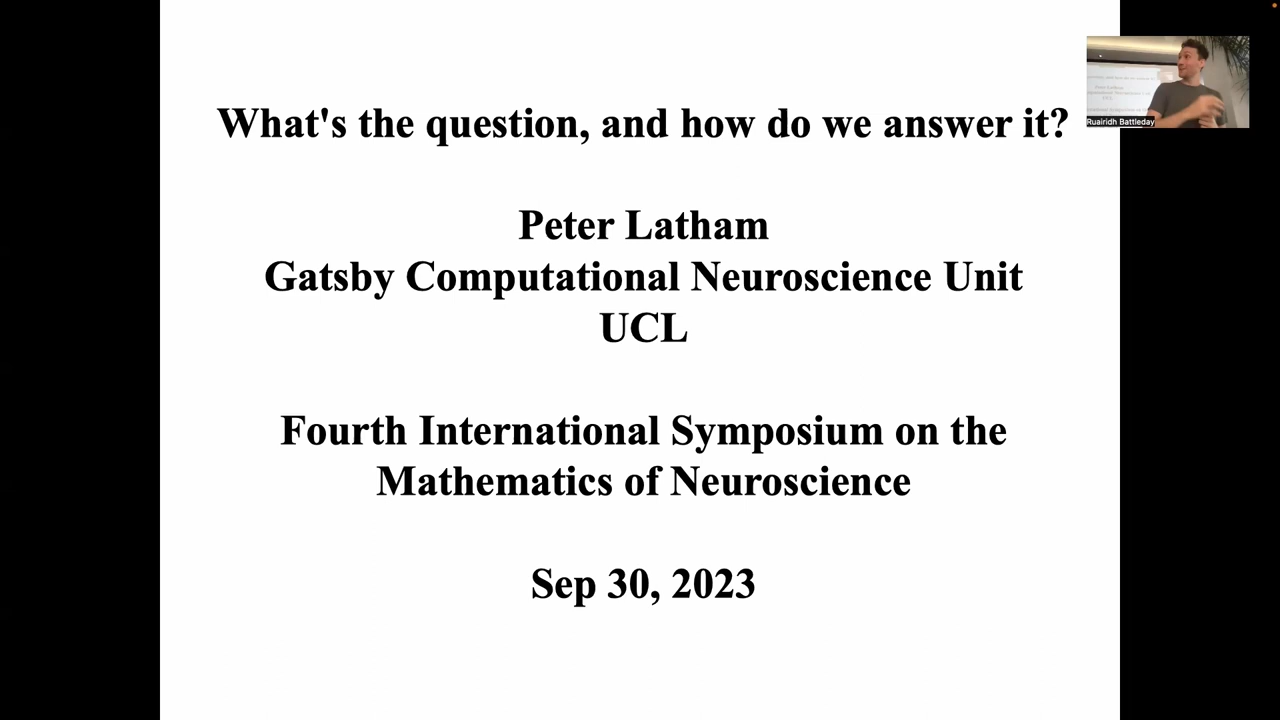 What's the question, and how do we answer it?
Peter Latham
Gatsby Computational Neuroscience Unit
UCL
Fourth International Symposium on the
Mathematics of Neuroscience
Sep 30, 2023
Ruairidh Battleday